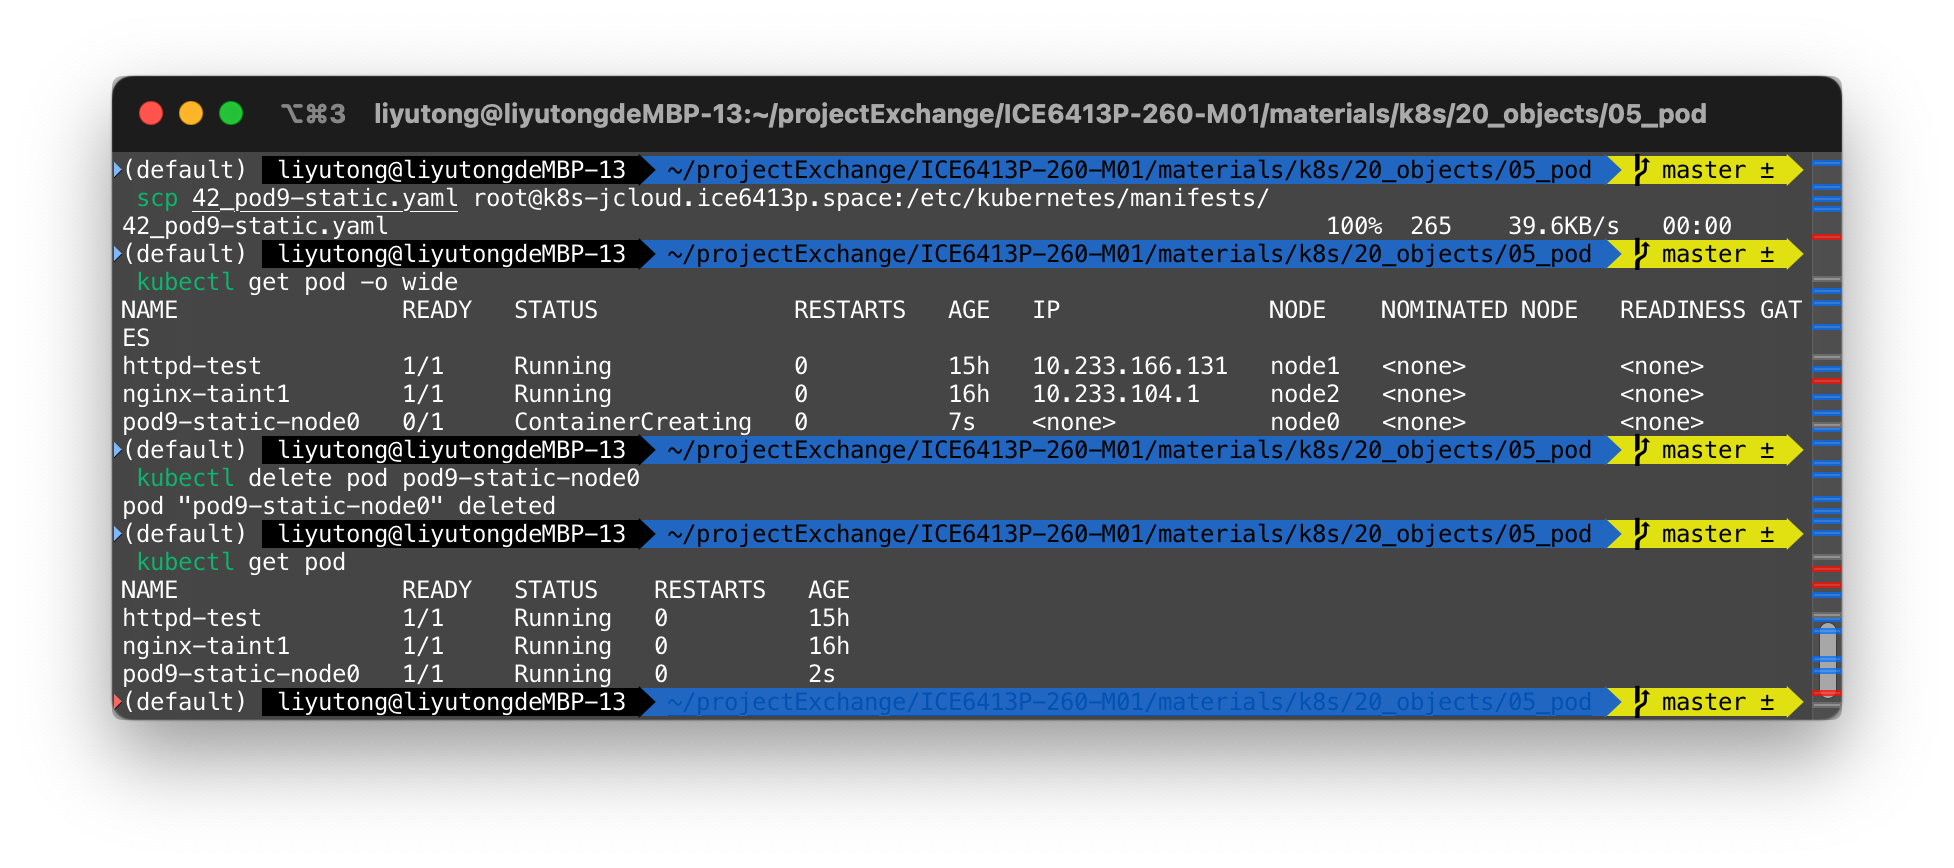 ⌥⌘3 liyutong@liyutongdeMBP-13:~/projectExchange/ICE6413P-260-M01/materials/k8s/20_objects/05_pod
(default) liyutong@liyutongdeMBP-13 ~/projectExchange/ICE6413P-260-M01/materials/k8s/20_objects/05_pod master ±
scp 42_pod9-static.yaml root@k8s-jcloud.ice6413p.space:/etc/kubernetes/manifests/
42_pod9-static.yaml 100% 265 39.6KB/s 00:00
(default) liyutong@liyutongdeMBP-13 ~/projectExchange/ICE6413P-260-M01/materials/k8s/20_objects/05_pod master ±
kubectl get pod -o wide
NAME READY STATUS RESTARTS AGE IP NODE NOMINATED NODE READINESS GAT
ES
httpd-test 1/1 Running 0 15h 10.233.166.131 node1 <none> <none>
nginx-taint1 1/1 Running 0 16h 10.233.104.1 node2 <none> <none>
pod9-static-node0 0/1 ContainerCreating 0 7s <none> node0 <none> <none>
(default) liyutong@liyutongdeMBP-13 ~/projectExchange/ICE6413P-260-M01/materials/k8s/20_objects/05_pod master ±
kubectl delete pod pod9-static-node0
pod "pod9-static-node0" deleted
(default) liyutong@liyutongdeMBP-13 ~/projectExchange/ICE6413P-260-M01/materials/k8s/20_objects/05_pod master ±
kubectl get pod
NAME READY STATUS RESTARTS AGE
httpd-test 1/1 Running 0 15h
nginx-taint1 1/1 Running 0 16h
pod9-static-node0 1/1 Running 0 2s
(default) liyutong@liyutongdeMBP-13 ~/projectExchange/ICE6413P-260-M01/materials/k8s/20_objects/05_pod master ±